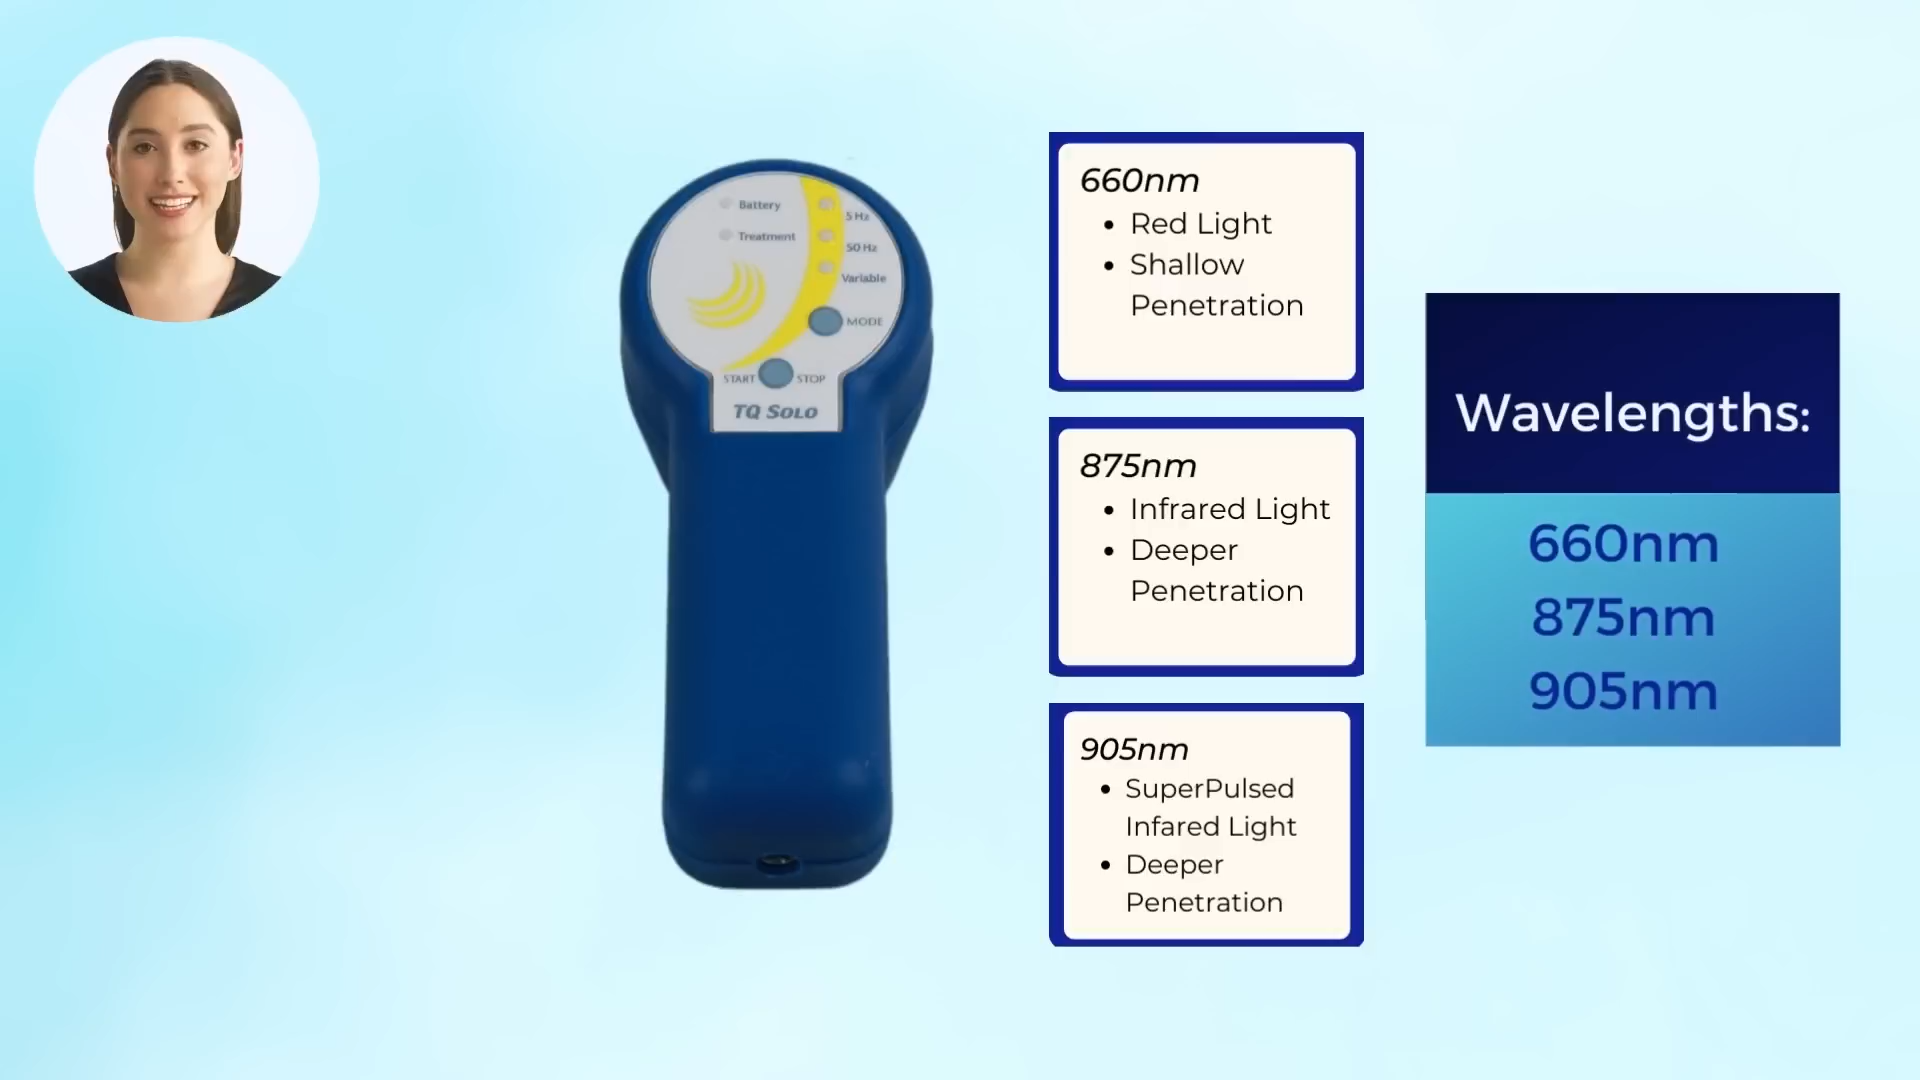 Battery
5 Hz
Treatment
50 Hz
Variable
MODE
START STOP
TQ SOLO
660nm
• Red Light
• Shallow
Penetration
875nm
• Infrared Light
• Deeper
Penetration
905nm
• SuperPulsed
Infared Light
• Deeper
Penetration
Wavelengths:
660nm
875nm
905nm